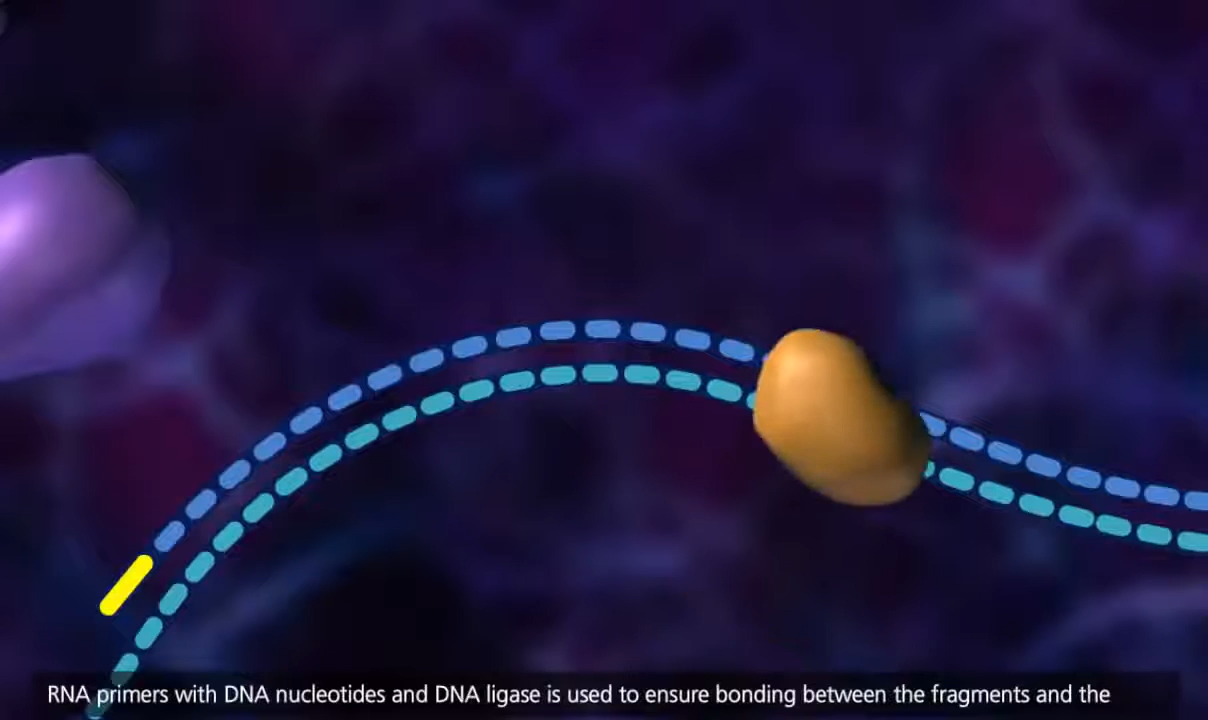 RNA primers with DNA nucleotides and DNA ligase is used to ensure bonding between the fragments and the